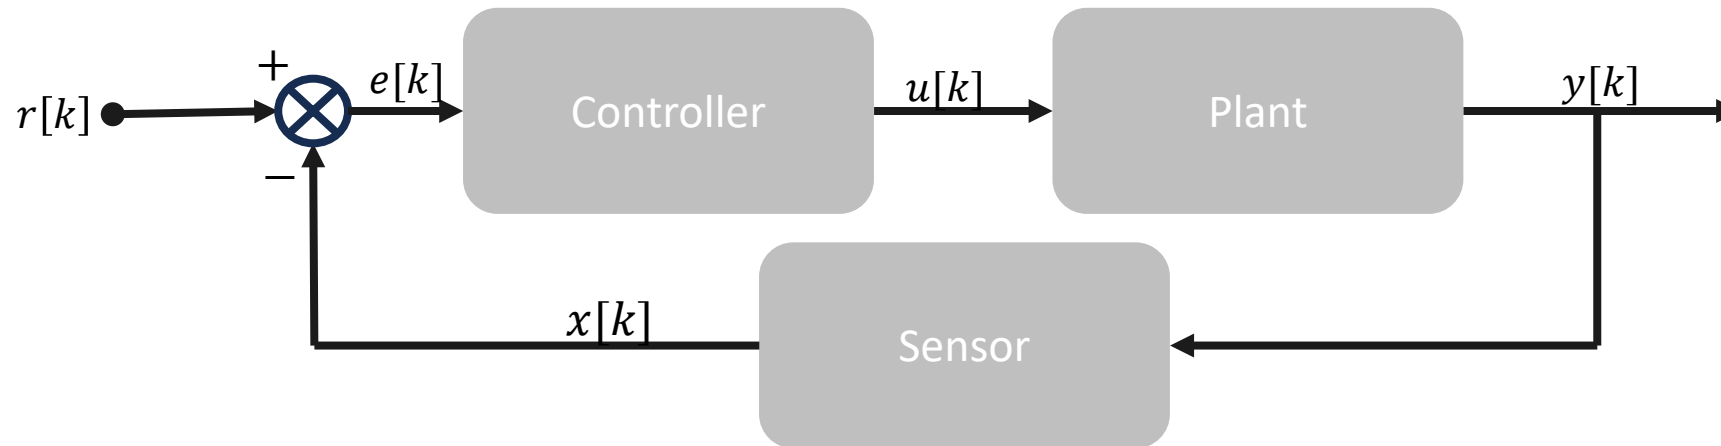 r[k]
+
−
e[k]
Controller
u[k]
Plant
y[k]
x[k]
Sensor